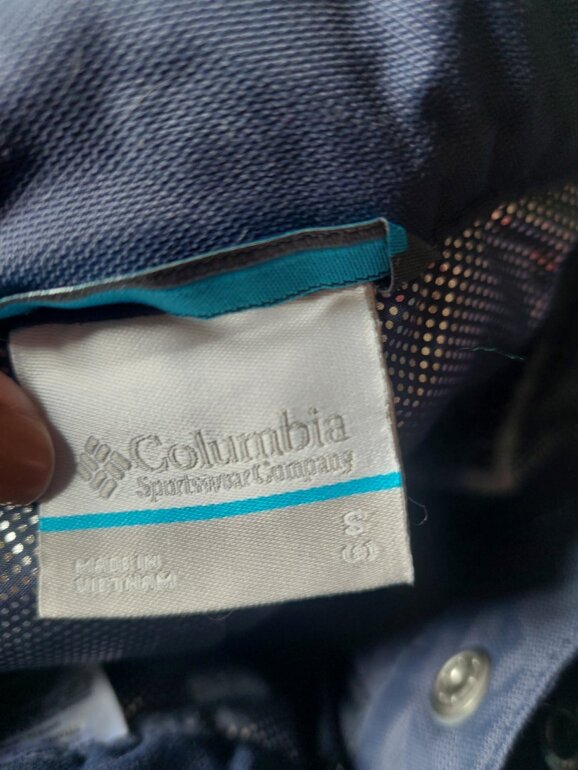 Columbia
Sportswear Company
S
(S)
MADE IN
VIETNAM